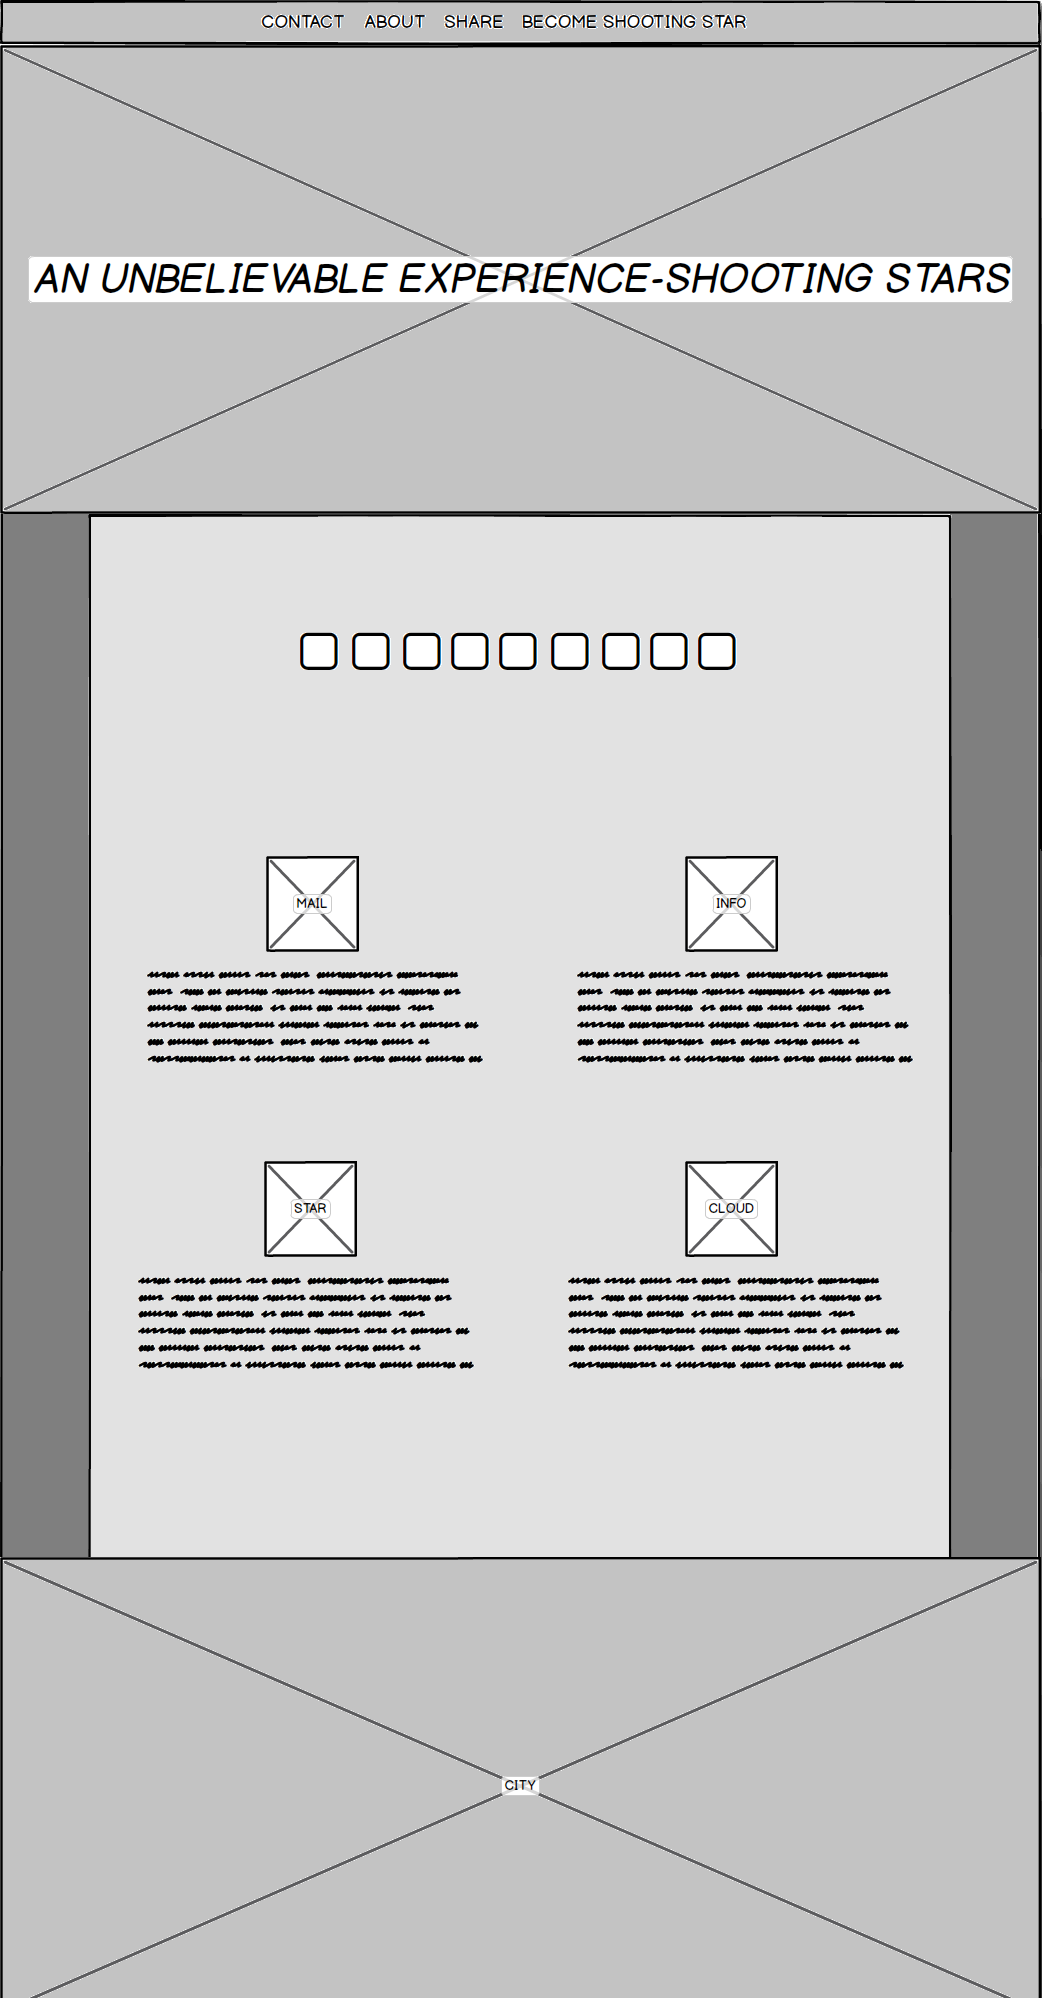 CONTACT ABOUT SHARE BECOME SHOOTING STAR
AN UNBELIEVABLE EXPERIENCE-SHOOTING STARS
MAIL
INFO
STAR
CLOUD
CITY